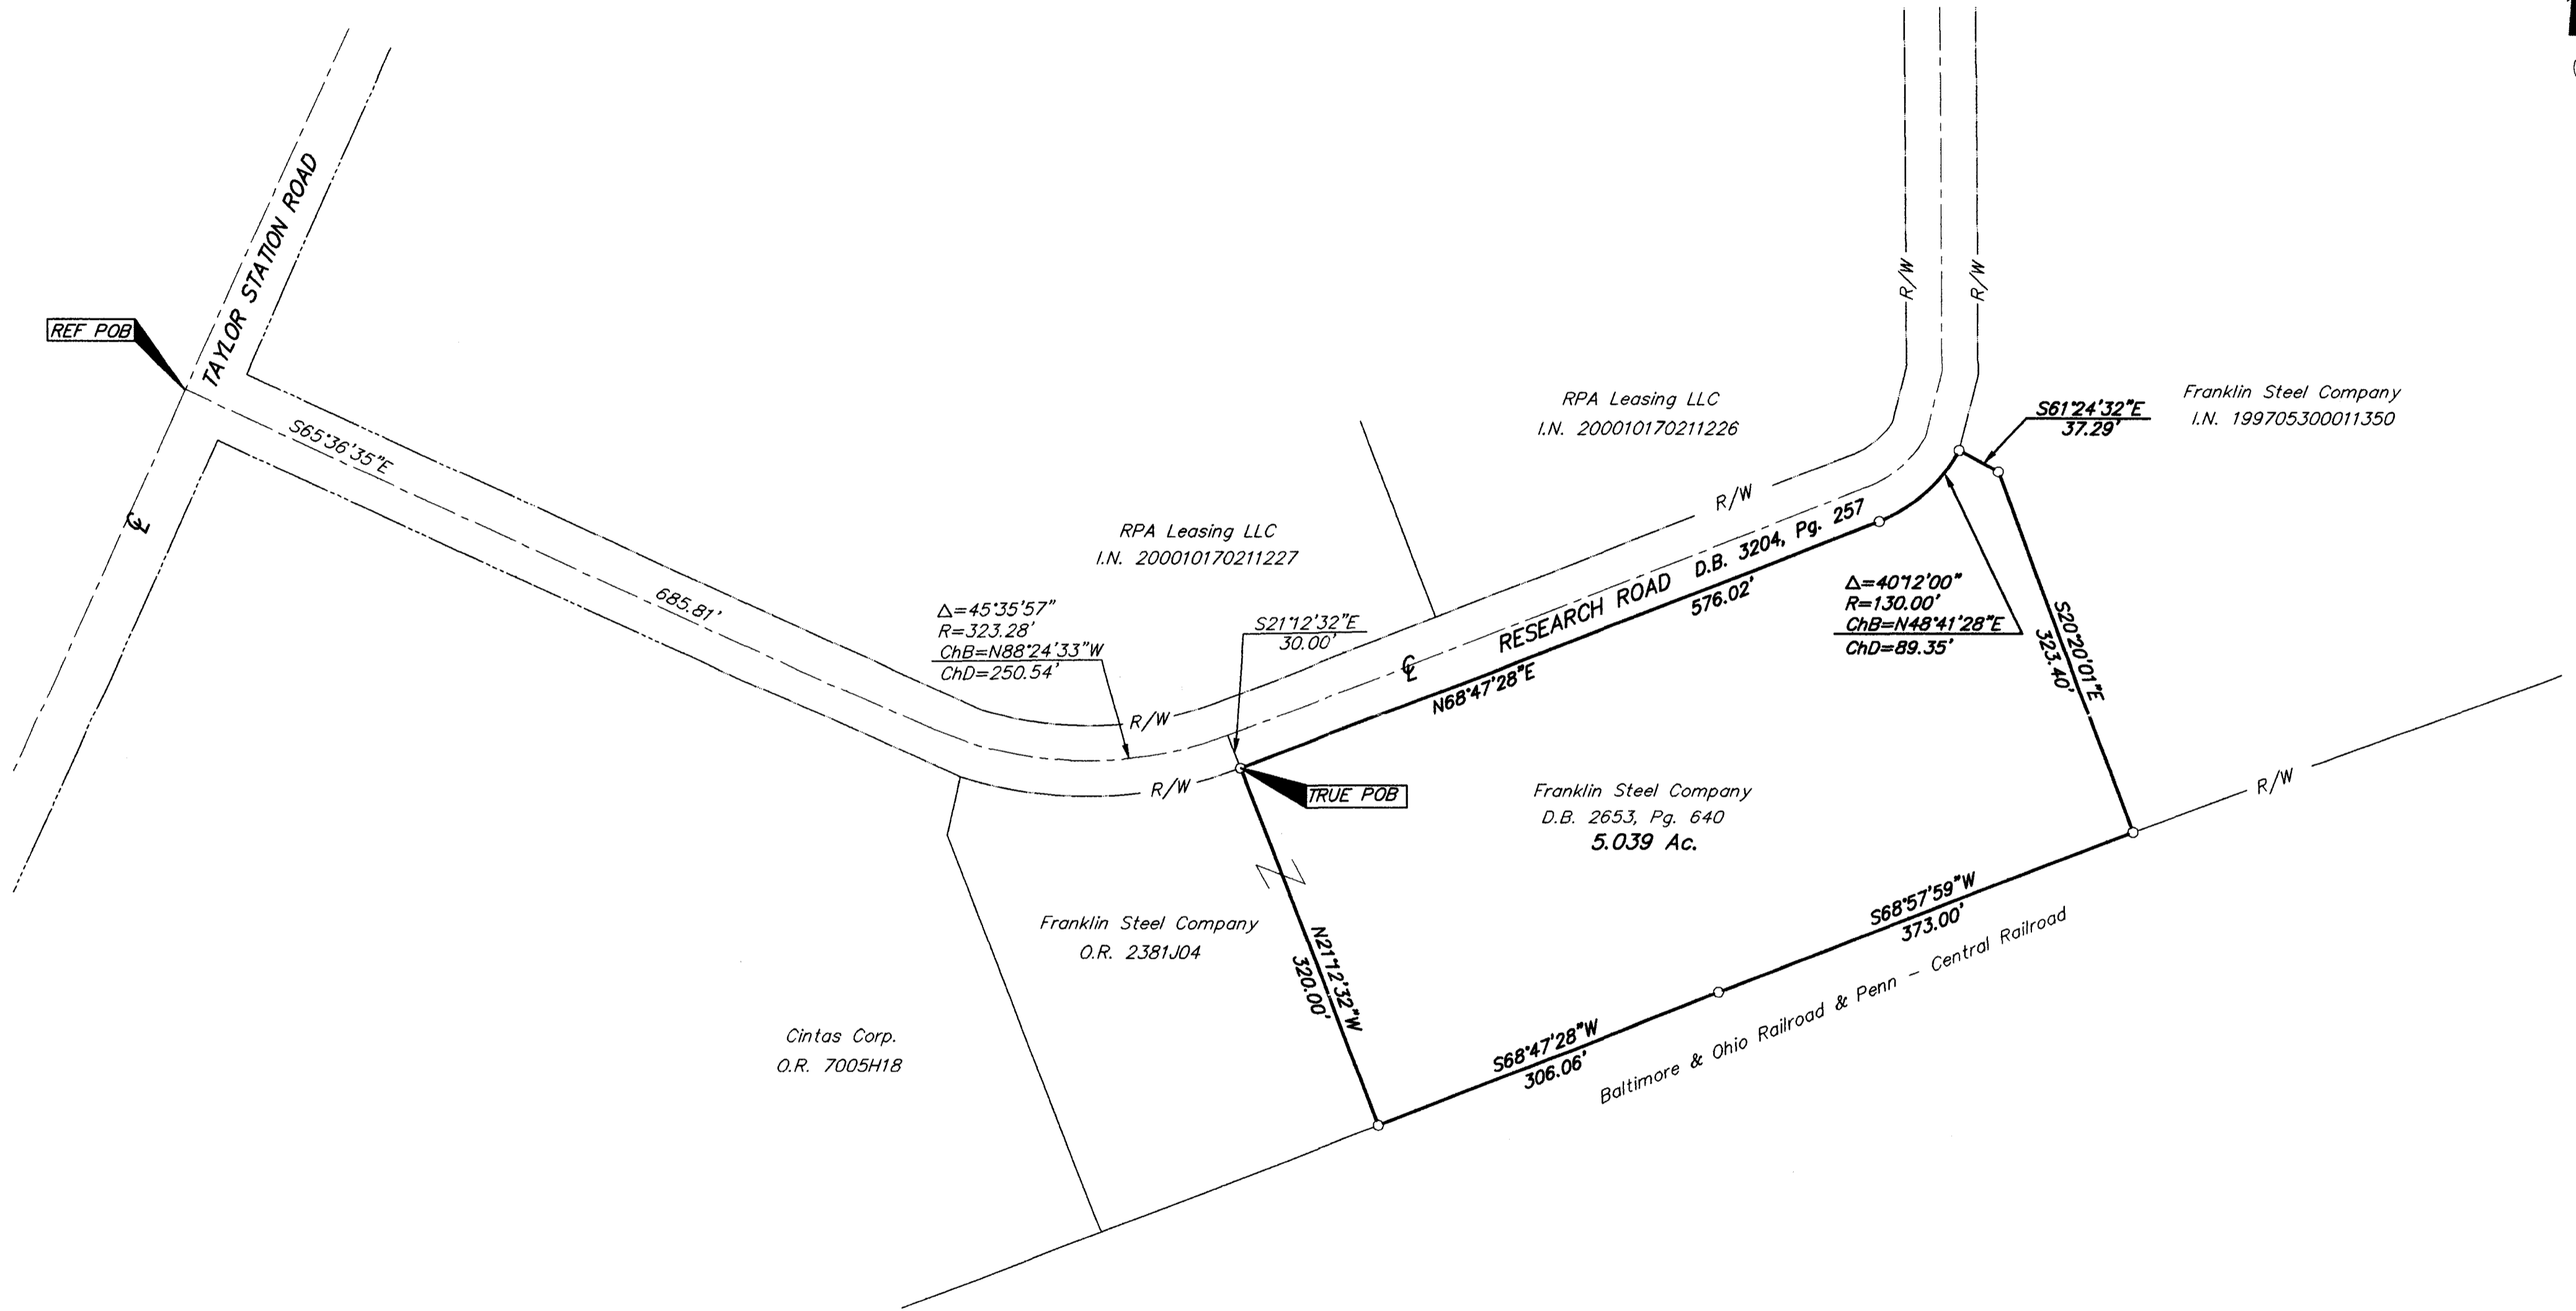 TAYLOR STATION ROAD
REF POB
S65°36'35"E
685.81'
RPA Leasing LLC
I.N. 200010170211227
Δ=45°35'57"
R=323.28'
ChB=N88°24'33"W
ChD=250.54'
S21°12'32"E
30.00'
RPA Leasing LLC
I.N. 200010170211226
R/W
R/W
R/W
R/W
R/W
RESEARCH ROAD D.B. 3204, Pg. 257
N68°47'28"E
576.02'
S61°24'32"E
37.29'
Franklin Steel Company
I.N. 199705300011350
Δ=40°12'00"
R=130.00'
ChB=N48°41'28"E
ChD=89.35'
S20°20'01"E
323.40'
TRUE POB
Franklin Steel Company
D.B. 2653, Pg. 640
5.039 Ac.
R/W
S68°57'59"W
373.00'
S68°47'28"W
306.06'
Baltimore & Ohio Railroad & Penn - Central Railroad
N21°12'32"W
320.00'
Franklin Steel Company
O.R. 2381J04
Cintas Corp.
O.R. 7005H18